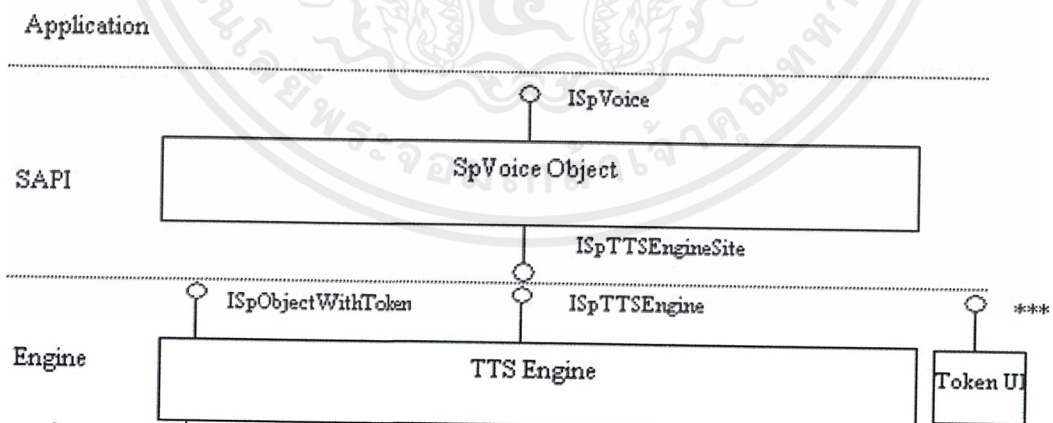 Application
ISpVoice
SpVoice Object
SAPI
ISpTTSEngineSite
ISpObjectWithToken
ISpTTSEngine
***
Engine
TTS Engine
Token UI